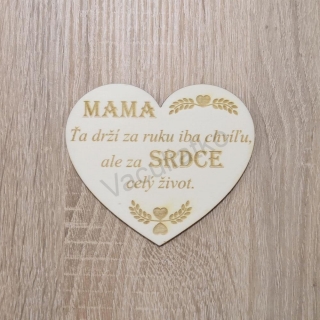 MAMA
Ťa drží za ruku iba chvíľu,
ale za SRDCE
celý život.